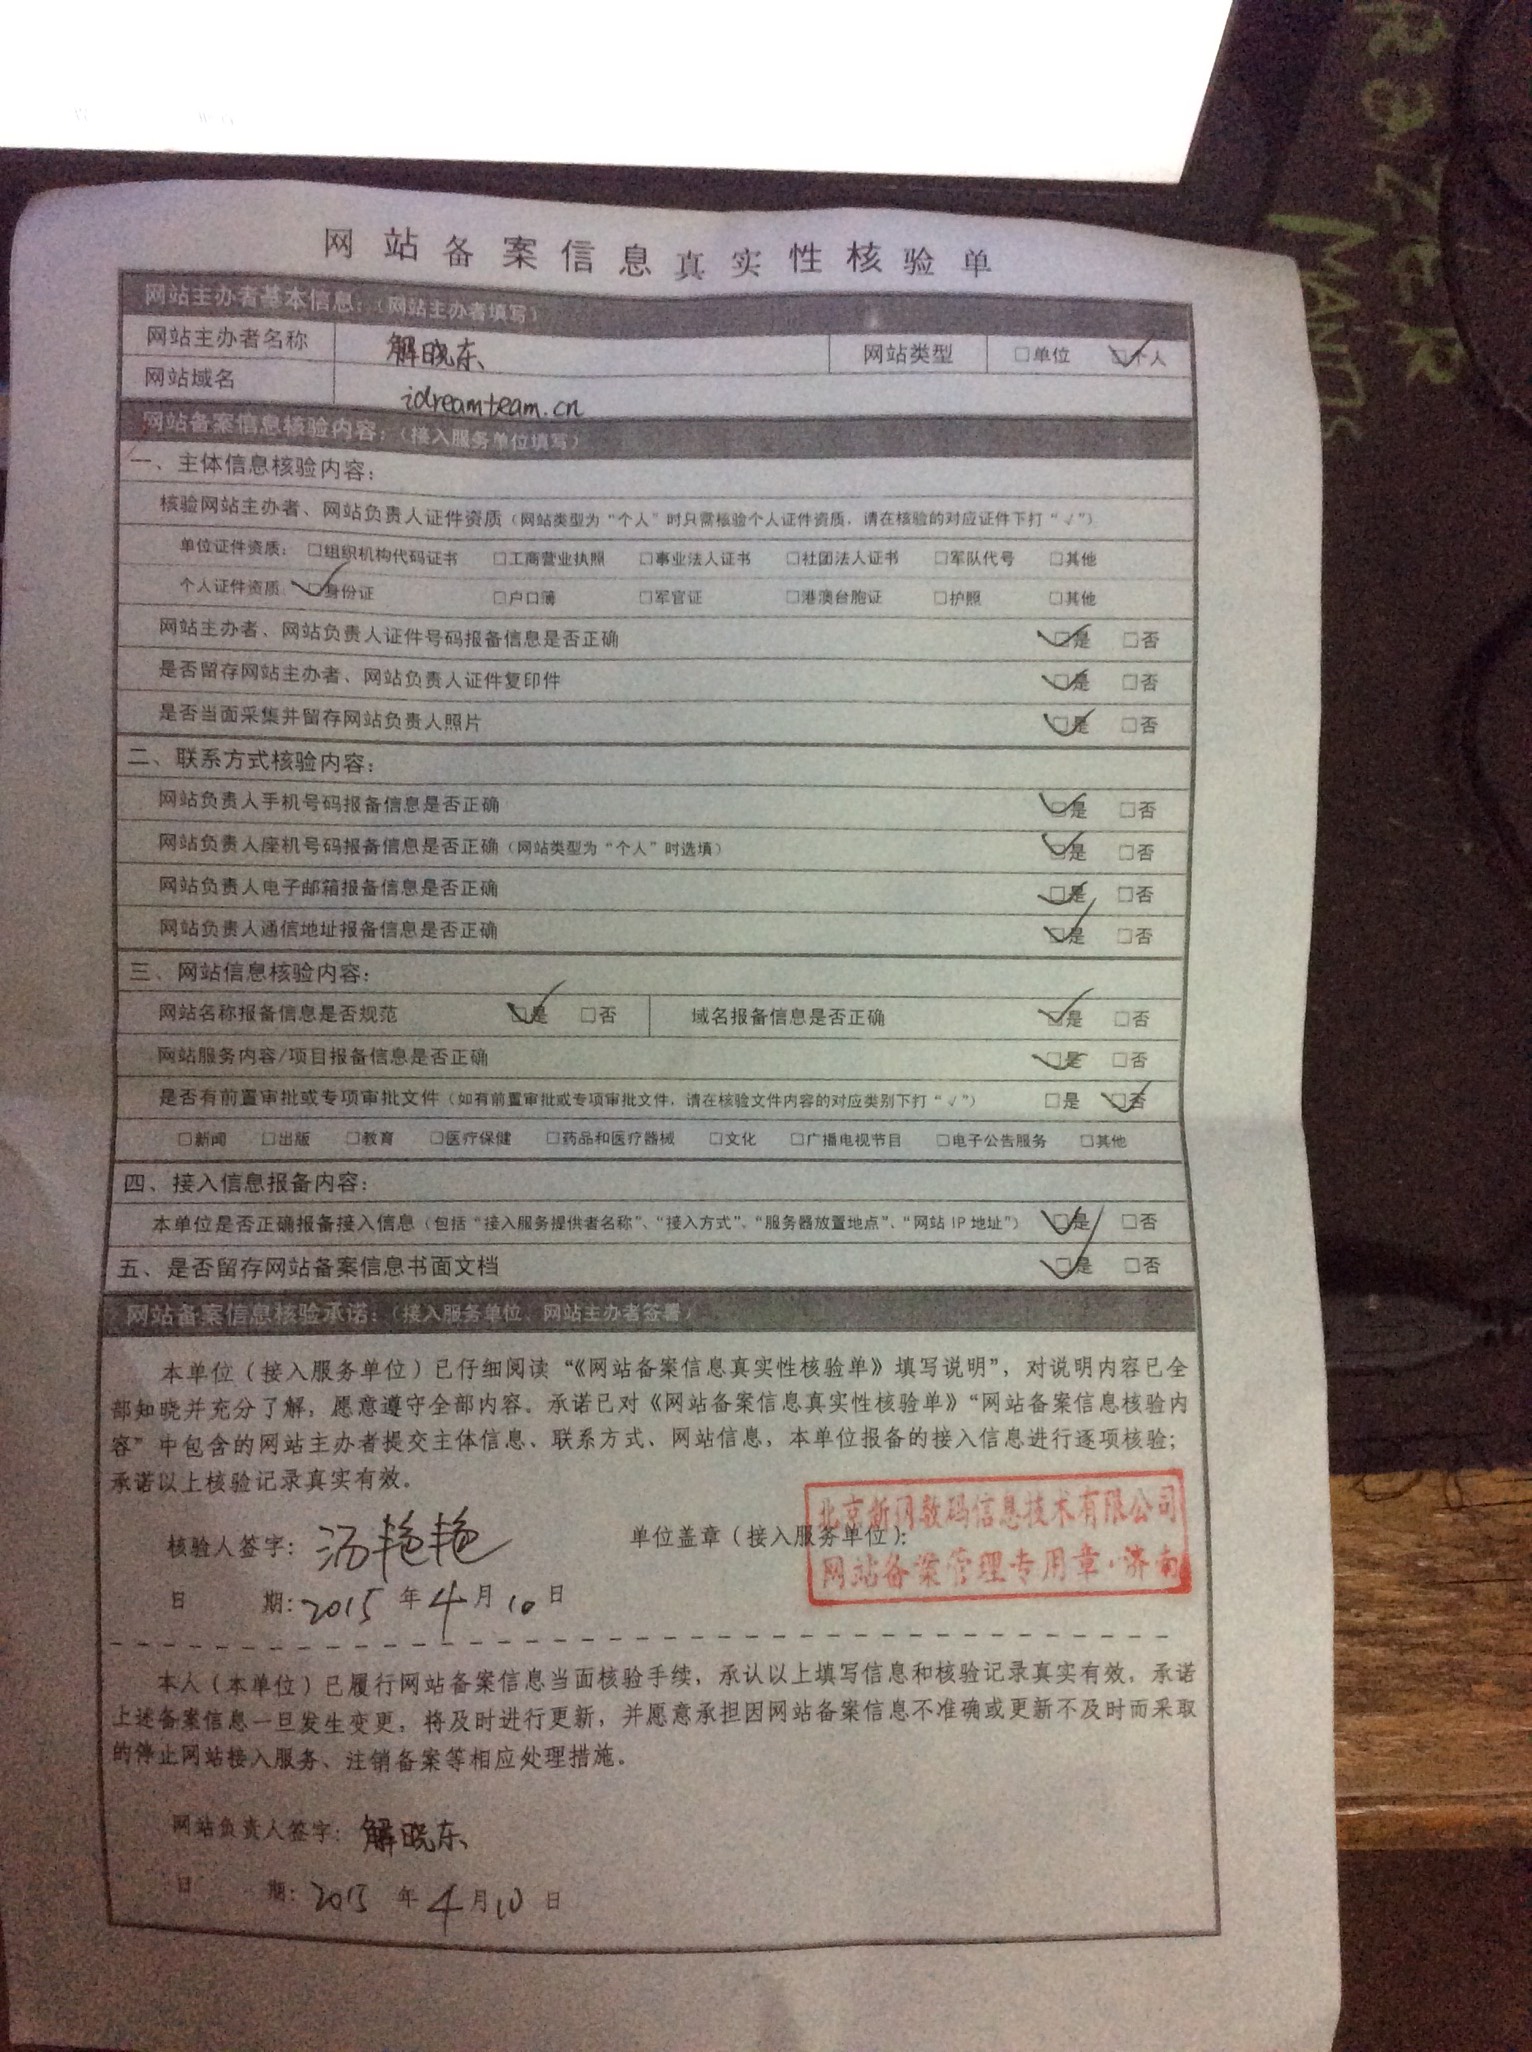 网站备案信息真实性核验单
网站主办者基本信息：（网站主办者填写）
网站主办者名称 解晓东 网站类型 □单位 ☑个人
网站域名 idreamteam.cn
网站备案信息核验内容：（接入服务单位填写）
一、主体信息核验内容：
核验网站主办者、网站负责人证件资质（网站类型为“个人”时只需核验个人证件资质，请在核验的对应证件下打“√”）
单位证件资质： □组织机构代码证书 □工商营业执照 □事业法人证书 □社团法人证书 □军队代号 □其他
个人证件资质 ☑身份证 □户口簿 □军官证 □港澳台胞证 □护照 □其他
网站主办者、网站负责人证件号码报备信息是否正确 ☑是 □否
是否留存网站主办者、网站负责人证件复印件 ☑是 □否
是否当面采集并留存网站负责人照片 ☑是 □否
二、联系方式核验内容：
网站负责人手机号码报备信息是否正确 ☑是 □否
网站负责人座机号码报备信息是否正确（网站类型为“个人”时选填） ☑是 □否
网站负责人电子邮箱报备信息是否正确 ☑是 □否
网站负责人通信地址报备信息是否正确 ☑是 □否
三、网站信息核验内容：
网站名称报备信息是否规范 ☑是 □否 域名报备信息是否正确 ☑是 □否
网站服务内容/项目报备信息是否正确 ☑是 □否
是否有前置审批或专项审批文件（如有前置审批或专项审批文件，请在核验文件内容的对应类别下打“√”） □是 ☑否
□新闻 □出版 □教育 □医疗保健 □药品和医疗器械 □文化 □广播电视节目 □电子公告服务 □其他
四、接入信息报备内容：
本单位是否正确报备接入信息（包括“接入服务提供者名称”、“接入方式”、“服务器放置地点”、“网站 IP 地址”） ☑是 □否
五、是否留存网站备案信息书面文档 ☑是 □否
网站备案信息核验承诺：（接入服务单位、网站主办者签署）
本单位（接入服务单位）已仔细阅读“《网站备案信息真实性核验单》填写说明”，对说明内容已全
部知晓并充分了解，愿意遵守全部内容。承诺已对《网站备案信息真实性核验单》“网站备案信息核验内
容”中包含的网站主办者提交主体信息、联系方式、网站信息，本单位报备的接入信息进行逐项核验；
承诺以上核验记录真实有效。
核验人签字：汤艳艳 单位盖章（接入服务单位）：
北京新网数码信息技术有限公司
网站备案管理专用章·济南
日 期：2015 年 4 月 10 日
本人（本单位）已履行网站备案信息当面核验手续，承认以上填写信息和核验记录真实有效，承诺
上述备案信息一旦发生变更，将及时进行更新，并愿意承担因网站备案信息不准确或更新不及时而采取
的停止网站接入服务、注销备案等相应处理措施。
网站负责人签字：解晓东
日 期：2015 年 4 月 10 日
RAZER
MANTIS